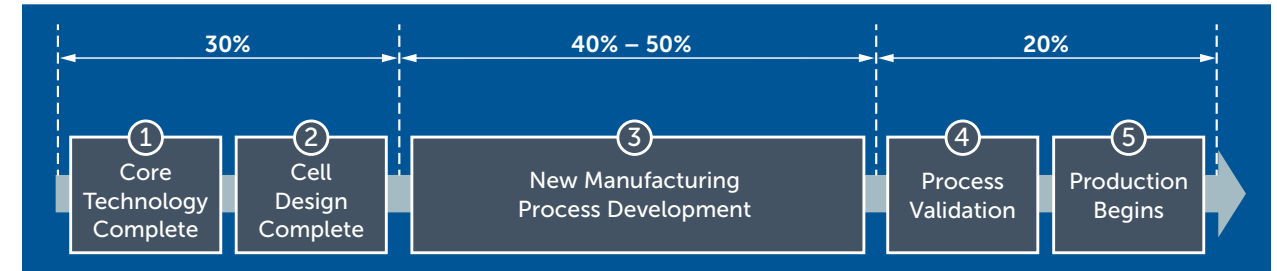 30%
40% – 50%
20%
1
Core
Technology
Complete
2
Cell
Design
Complete
3
New Manufacturing
Process Development
4
Process
Validation
5
Production
Begins